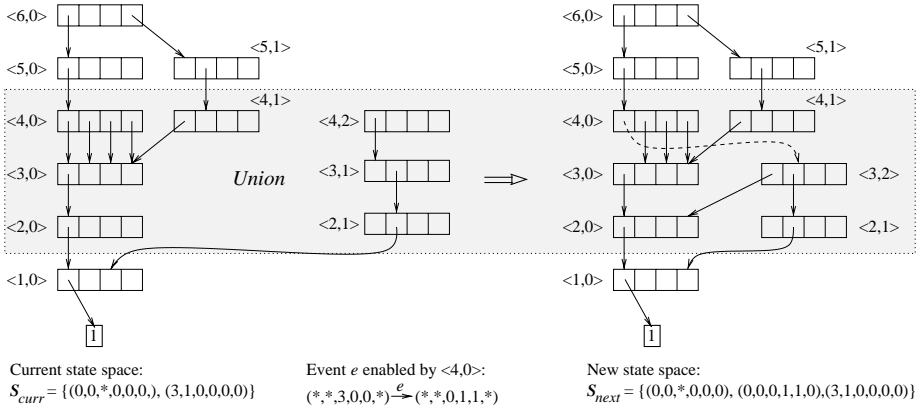 <6,0> <6,0>
<5,1> <5,1>
<5,0> <5,0>
<4,1> <4,1>
<4,0> <4,2> <4,0>
<3,0> Union <3,1> <3,0> <3,2>
<2,0> <2,1> <2,0> <2,1>
<1,0> <1,0>
1 1
Current state space: Event e enabled by <4,0>: New state space:
S_curr = {(0,0,*,0,0,0,), (3,1,0,0,0,0)} (*,*,3,0,0,*) e→ (*,*,0,1,1,*) S_next = {(0,0,*,0,0,0), (0,0,0,1,1,0),(3,1,0,0,0,0)}